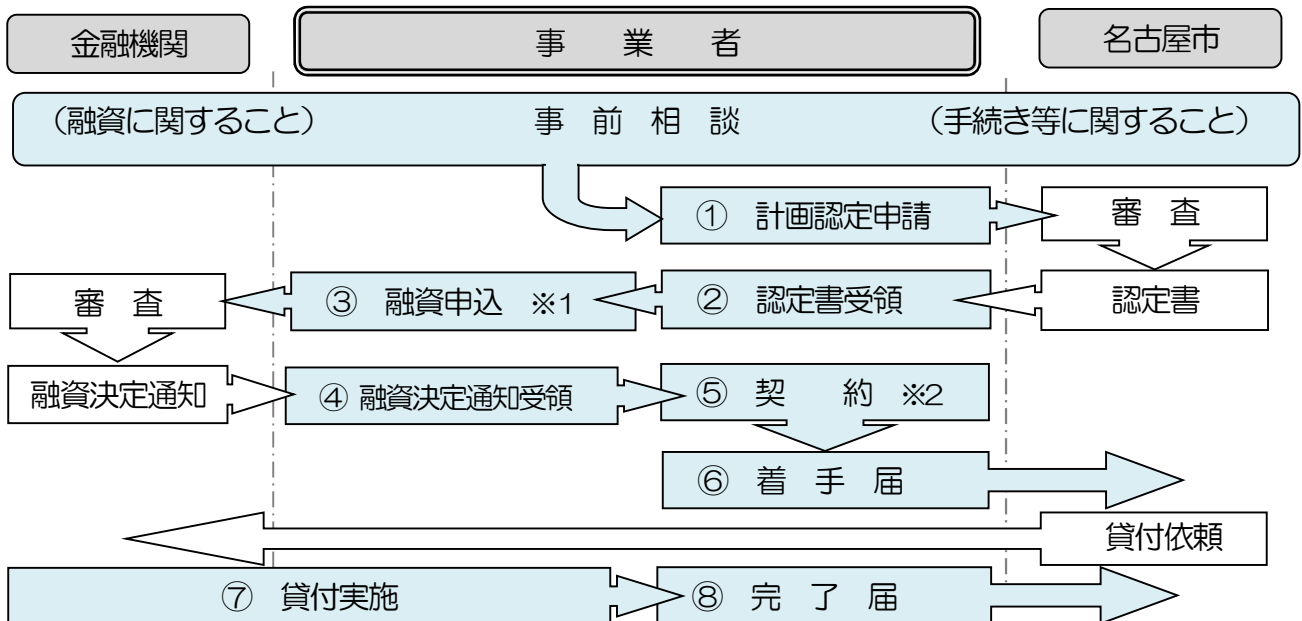 金融機関 事 業 者 名古屋市
（融資に関すること） 事 前 相 談 （手続き等に関すること）
① 計画認定申請 審 査
審 査 ③ 融資申込 ※1 ② 認定書受領 認定書
融資決定通知 ④ 融資決定通知受領 ⑤ 契 約 ※2
⑥ 着 手 届
貸付依頼
⑦ 貸付実施 ⑧ 完 了 届